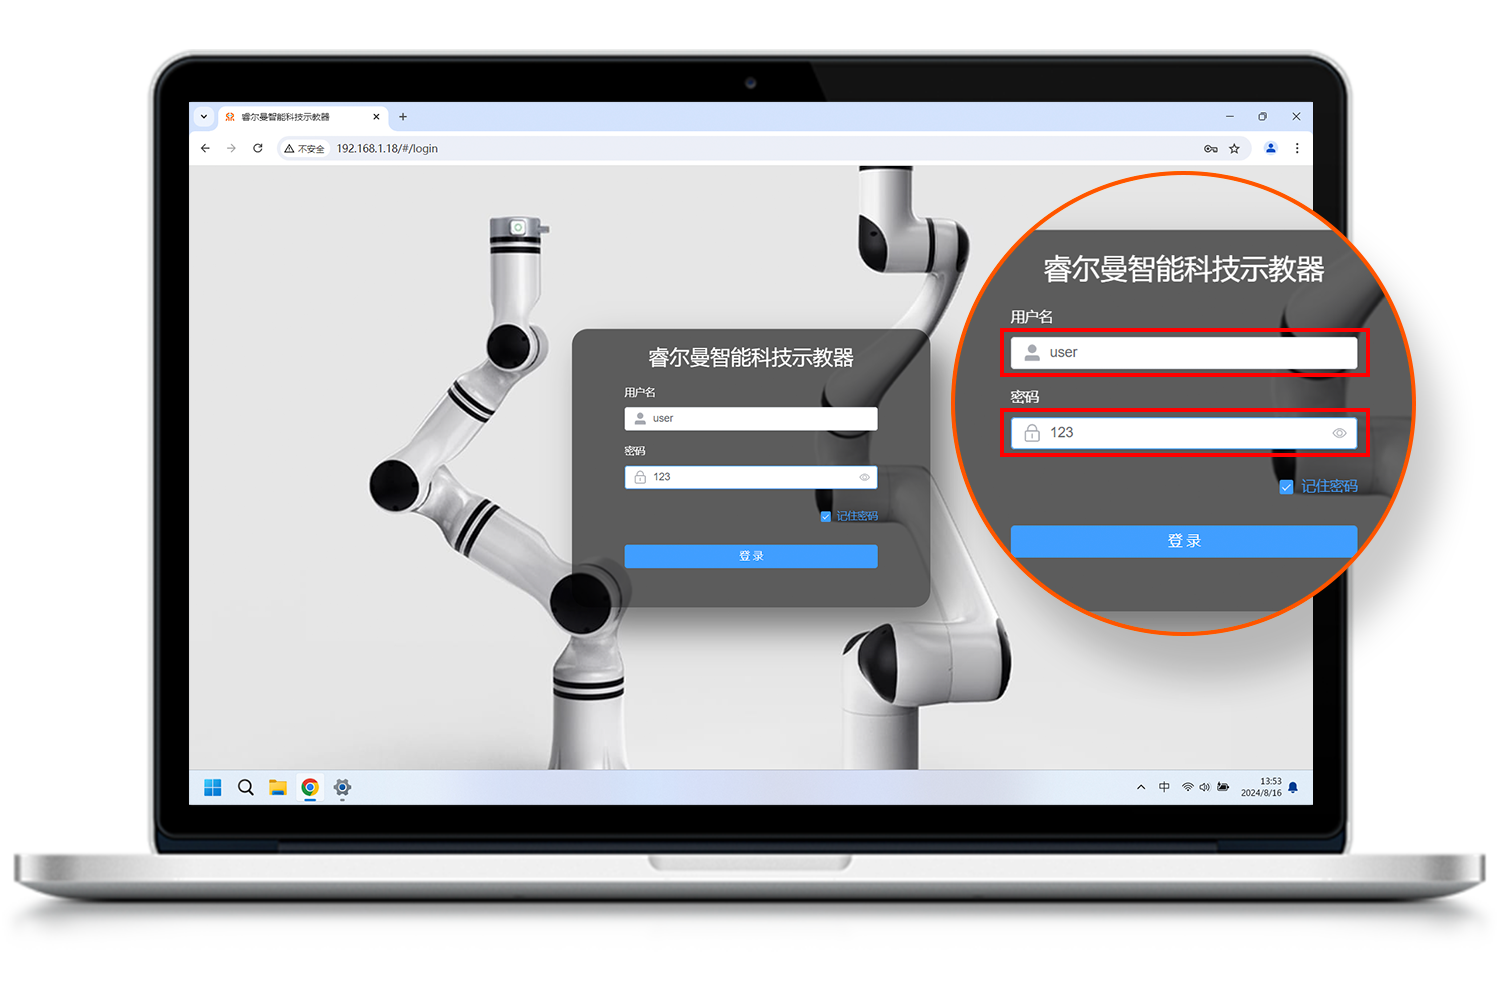 睿尔曼智能科技示教器
不安全
192.168.1.18/#/login
睿尔曼智能科技示教器
用户名
user
密码
123
记住密码
登录
睿尔曼智能科技示教器
用户名
user
密码
123
记住密码
登录
中
13:53
2024/8/16